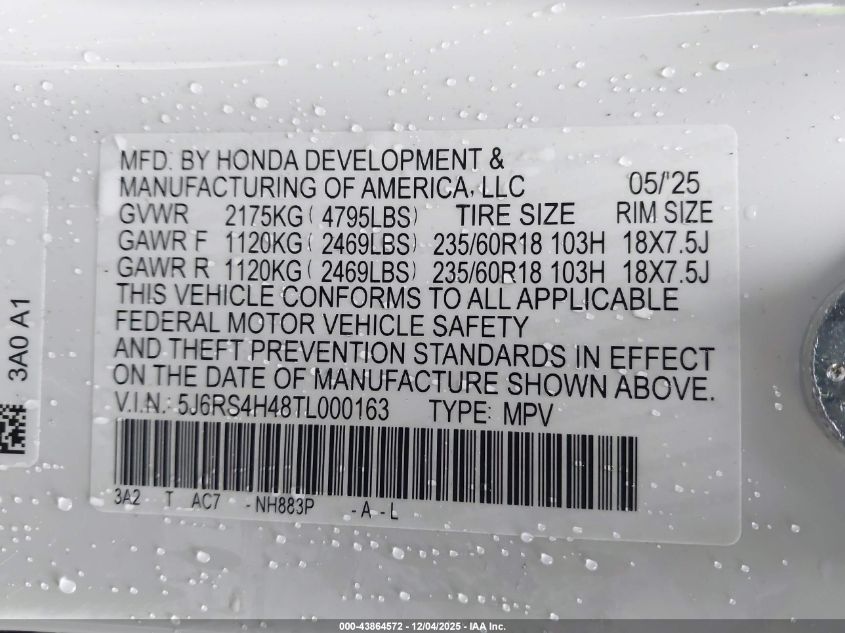 MFD. BY HONDA DEVELOPMENT &
MANUFACTURING OF AMERICA, LLC 05/'25
GVWR 2175KG( 4795LBS) TIRE SIZE RIM SIZE
GAWR F 1120KG( 2469LBS) 235/60R18 103H 18X7.5J
GAWR R 1120KG( 2469LBS) 235/60R18 103H 18X7.5J
THIS VEHICLE CONFORMS TO ALL APPLICABLE
FEDERAL MOTOR VEHICLE SAFETY
AND THEFT PREVENTION STANDARDS IN EFFECT
ON THE DATE OF MANUFACTURE SHOWN ABOVE.
V.I.N.: 5J6RS4H48TL000163 TYPE: MPV
3A2 T AC7 -NH883P -A -L
3A0 A1
000-43864572 - 12/04/2025 - IAA Inc.